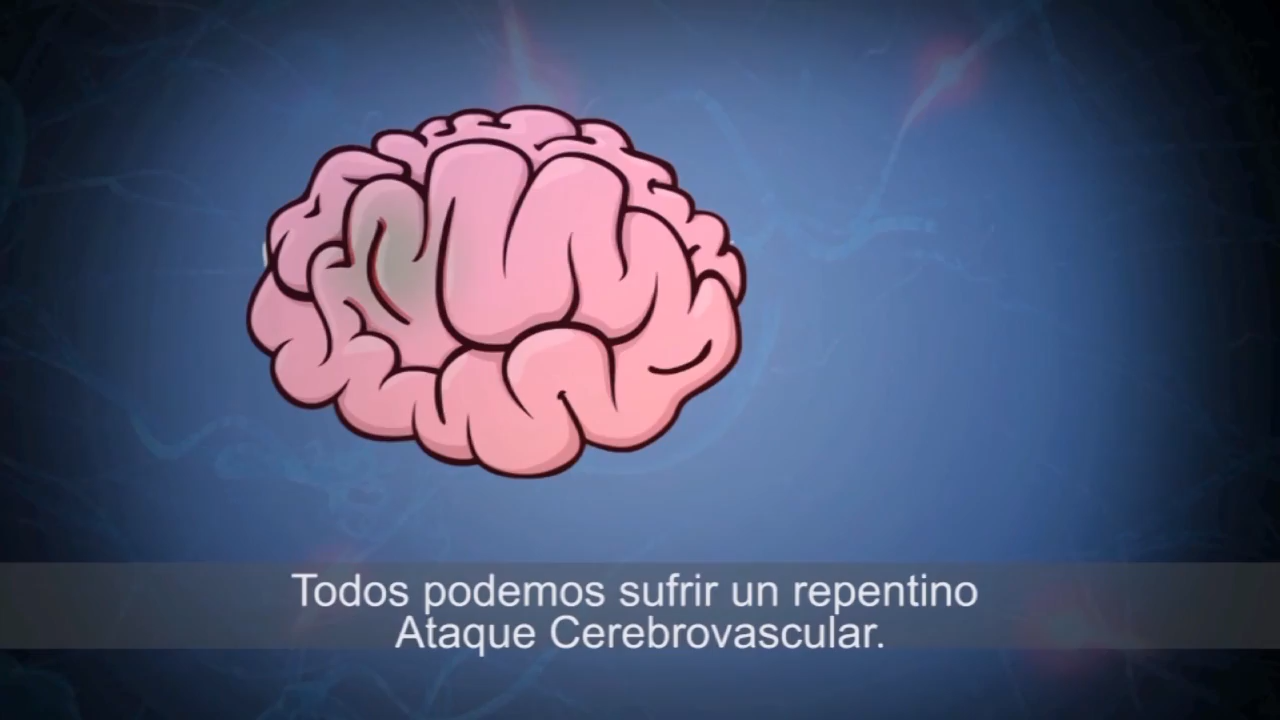 Todos podemos sufrir un repentino
Ataque Cerebrovascular.